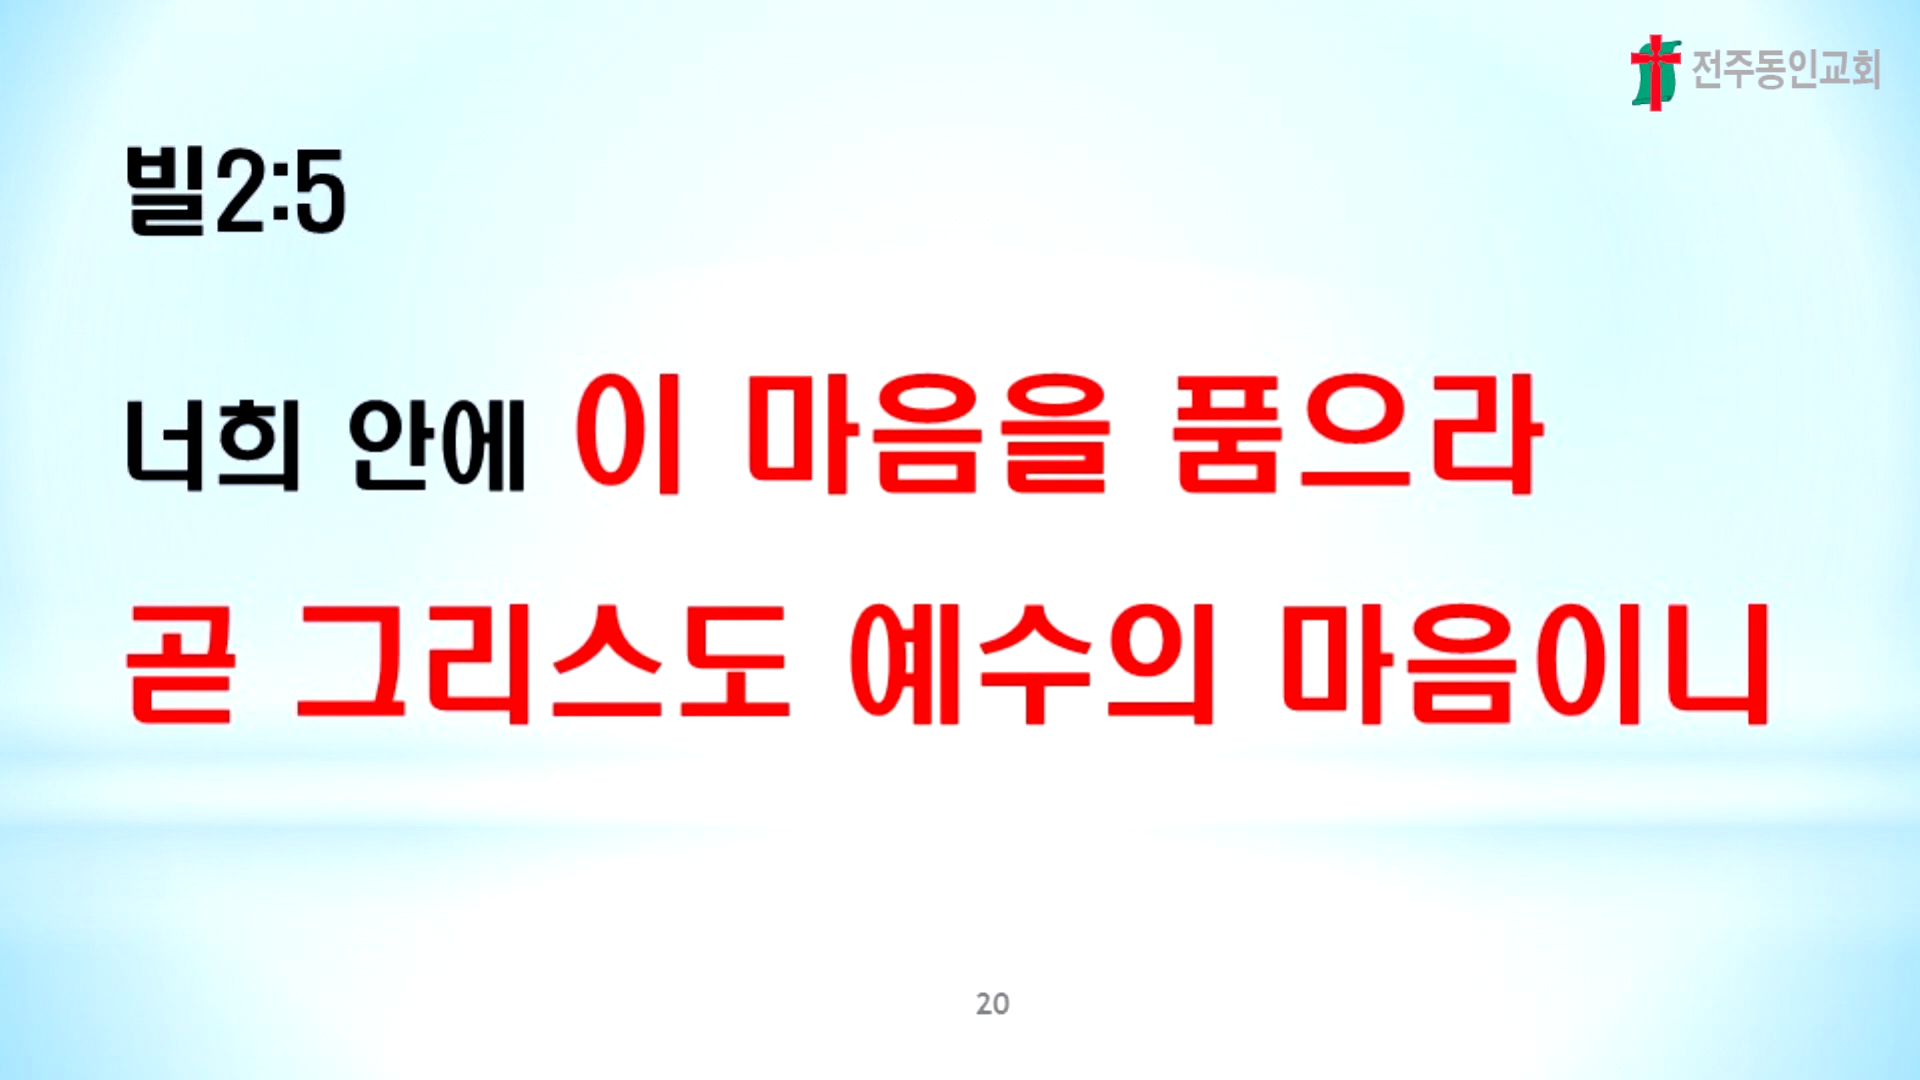 전주동인교회
빌2:5
너희 안에 이 마음을 품으라
곧 그리스도 예수의 마음이니
20